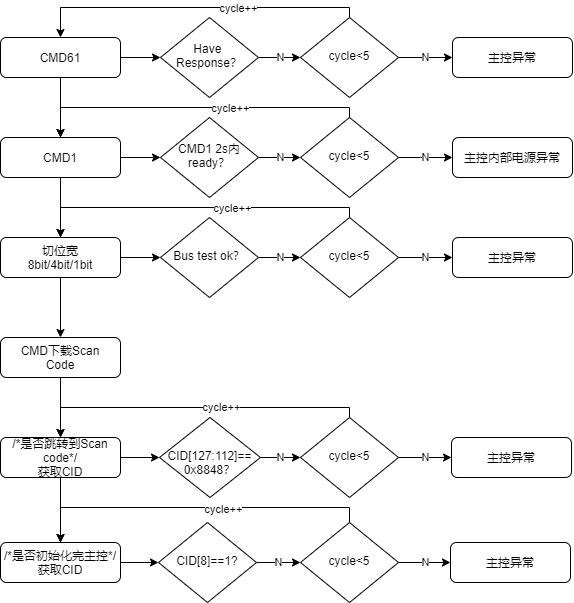 cycle++
CMD61
Have
Response?
N
cycle<5
N
主控异常
cycle++
CMD1
CMD1 2s内
ready?
N
cycle<5
N
主控内部电源异常
cycle++
切位宽
8bit/4bit/1bit
Bus test ok?
N
cycle<5
N
主控异常
CMD下载Scan
Code
cycle++
/*是否跳转到Scan
code*/
获取CID
CID[127:112]==
0x8848?
N
cycle<5
N
主控异常
cycle++
/*是否初始化完主控*/
获取CID
CID[8]==1?
N
cycle<5
N
主控异常